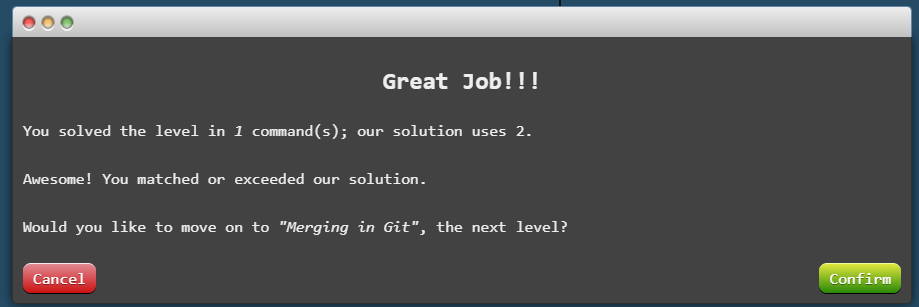 Great Job!!!
You solved the level in 1 command(s); our solution uses 2.
Awesome! You matched or exceeded our solution.
Would you like to move on to "Merging in Git", the next level?
Cancel
Confirm